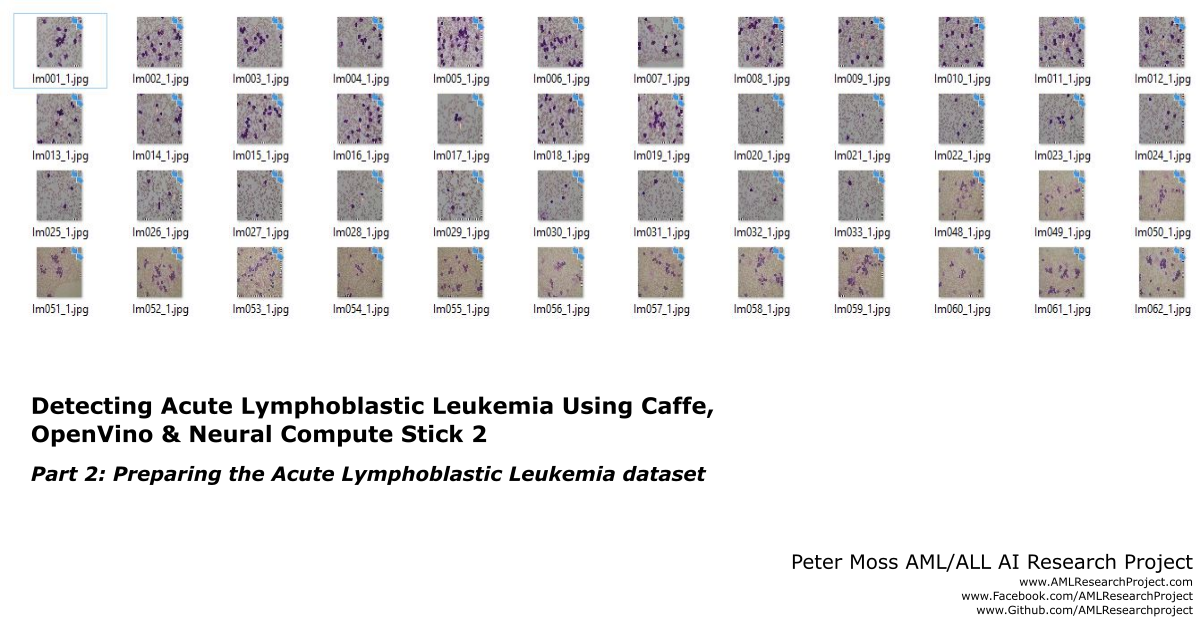 Im001_1.jpg Im002_1.jpg Im003_1.jpg Im004_1.jpg Im005_1.jpg Im006_1.jpg Im007_1.jpg Im008_1.jpg Im009_1.jpg Im010_1.jpg Im011_1.jpg Im012_1.jpg
Im013_1.jpg Im014_1.jpg Im015_1.jpg Im016_1.jpg Im017_1.jpg Im018_1.jpg Im019_1.jpg Im020_1.jpg Im021_1.jpg Im022_1.jpg Im023_1.jpg Im024_1.jpg
Im025_1.jpg Im026_1.jpg Im027_1.jpg Im028_1.jpg Im029_1.jpg Im030_1.jpg Im031_1.jpg Im032_1.jpg Im033_1.jpg Im048_1.jpg Im049_1.jpg Im050_1.jpg
Im051_1.jpg Im052_1.jpg Im053_1.jpg Im054_1.jpg Im055_1.jpg Im056_1.jpg Im057_1.jpg Im058_1.jpg Im059_1.jpg Im060_1.jpg Im061_1.jpg Im062_1.jpg
Detecting Acute Lymphoblastic Leukemia Using Caffe,
OpenVino & Neural Compute Stick 2
Part 2: Preparing the Acute Lymphoblastic Leukemia dataset
Peter Moss AML/ALL AI Research Project
www.AMLResearchProject.com
www.Facebook.com/AMLResearchProject
www.Github.com/AMLResearchproject